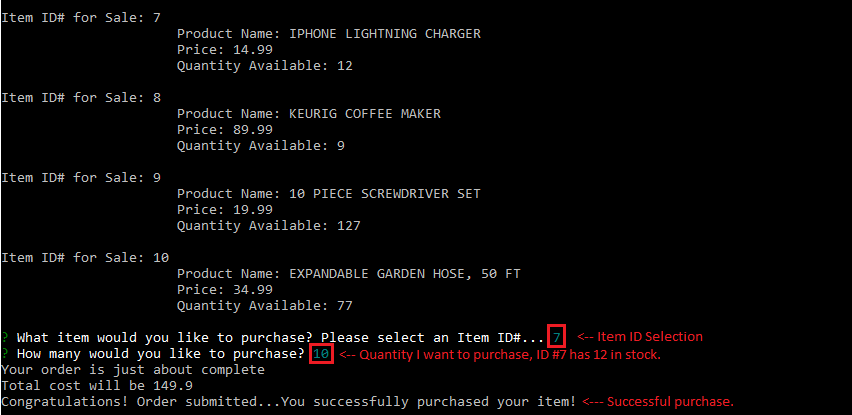 Item ID# for Sale: 7
Product Name: IPHONE LIGHTNING CHARGER
Price: 14.99
Quantity Available: 12
Item ID# for Sale: 8
Product Name: KEURIG COFFEE MAKER
Price: 89.99
Quantity Available: 9
Item ID# for Sale: 9
Product Name: 10 PIECE SCREWDRIVER SET
Price: 19.99
Quantity Available: 127
Item ID# for Sale: 10
Product Name: EXPANDABLE GARDEN HOSE, 50 FT
Price: 34.99
Quantity Available: 77
? What item would you like to purchase? Please select an Item ID#... 7 <-- Item ID Selection
? How many would you like to purchase? 10 <-- Quantity I want to purchase, ID #7 has 12 in stock.
Your order is just about complete
Total cost will be 149.9
Congratulations! Order submitted...You successfully purchased your item! <--- Successful purchase.